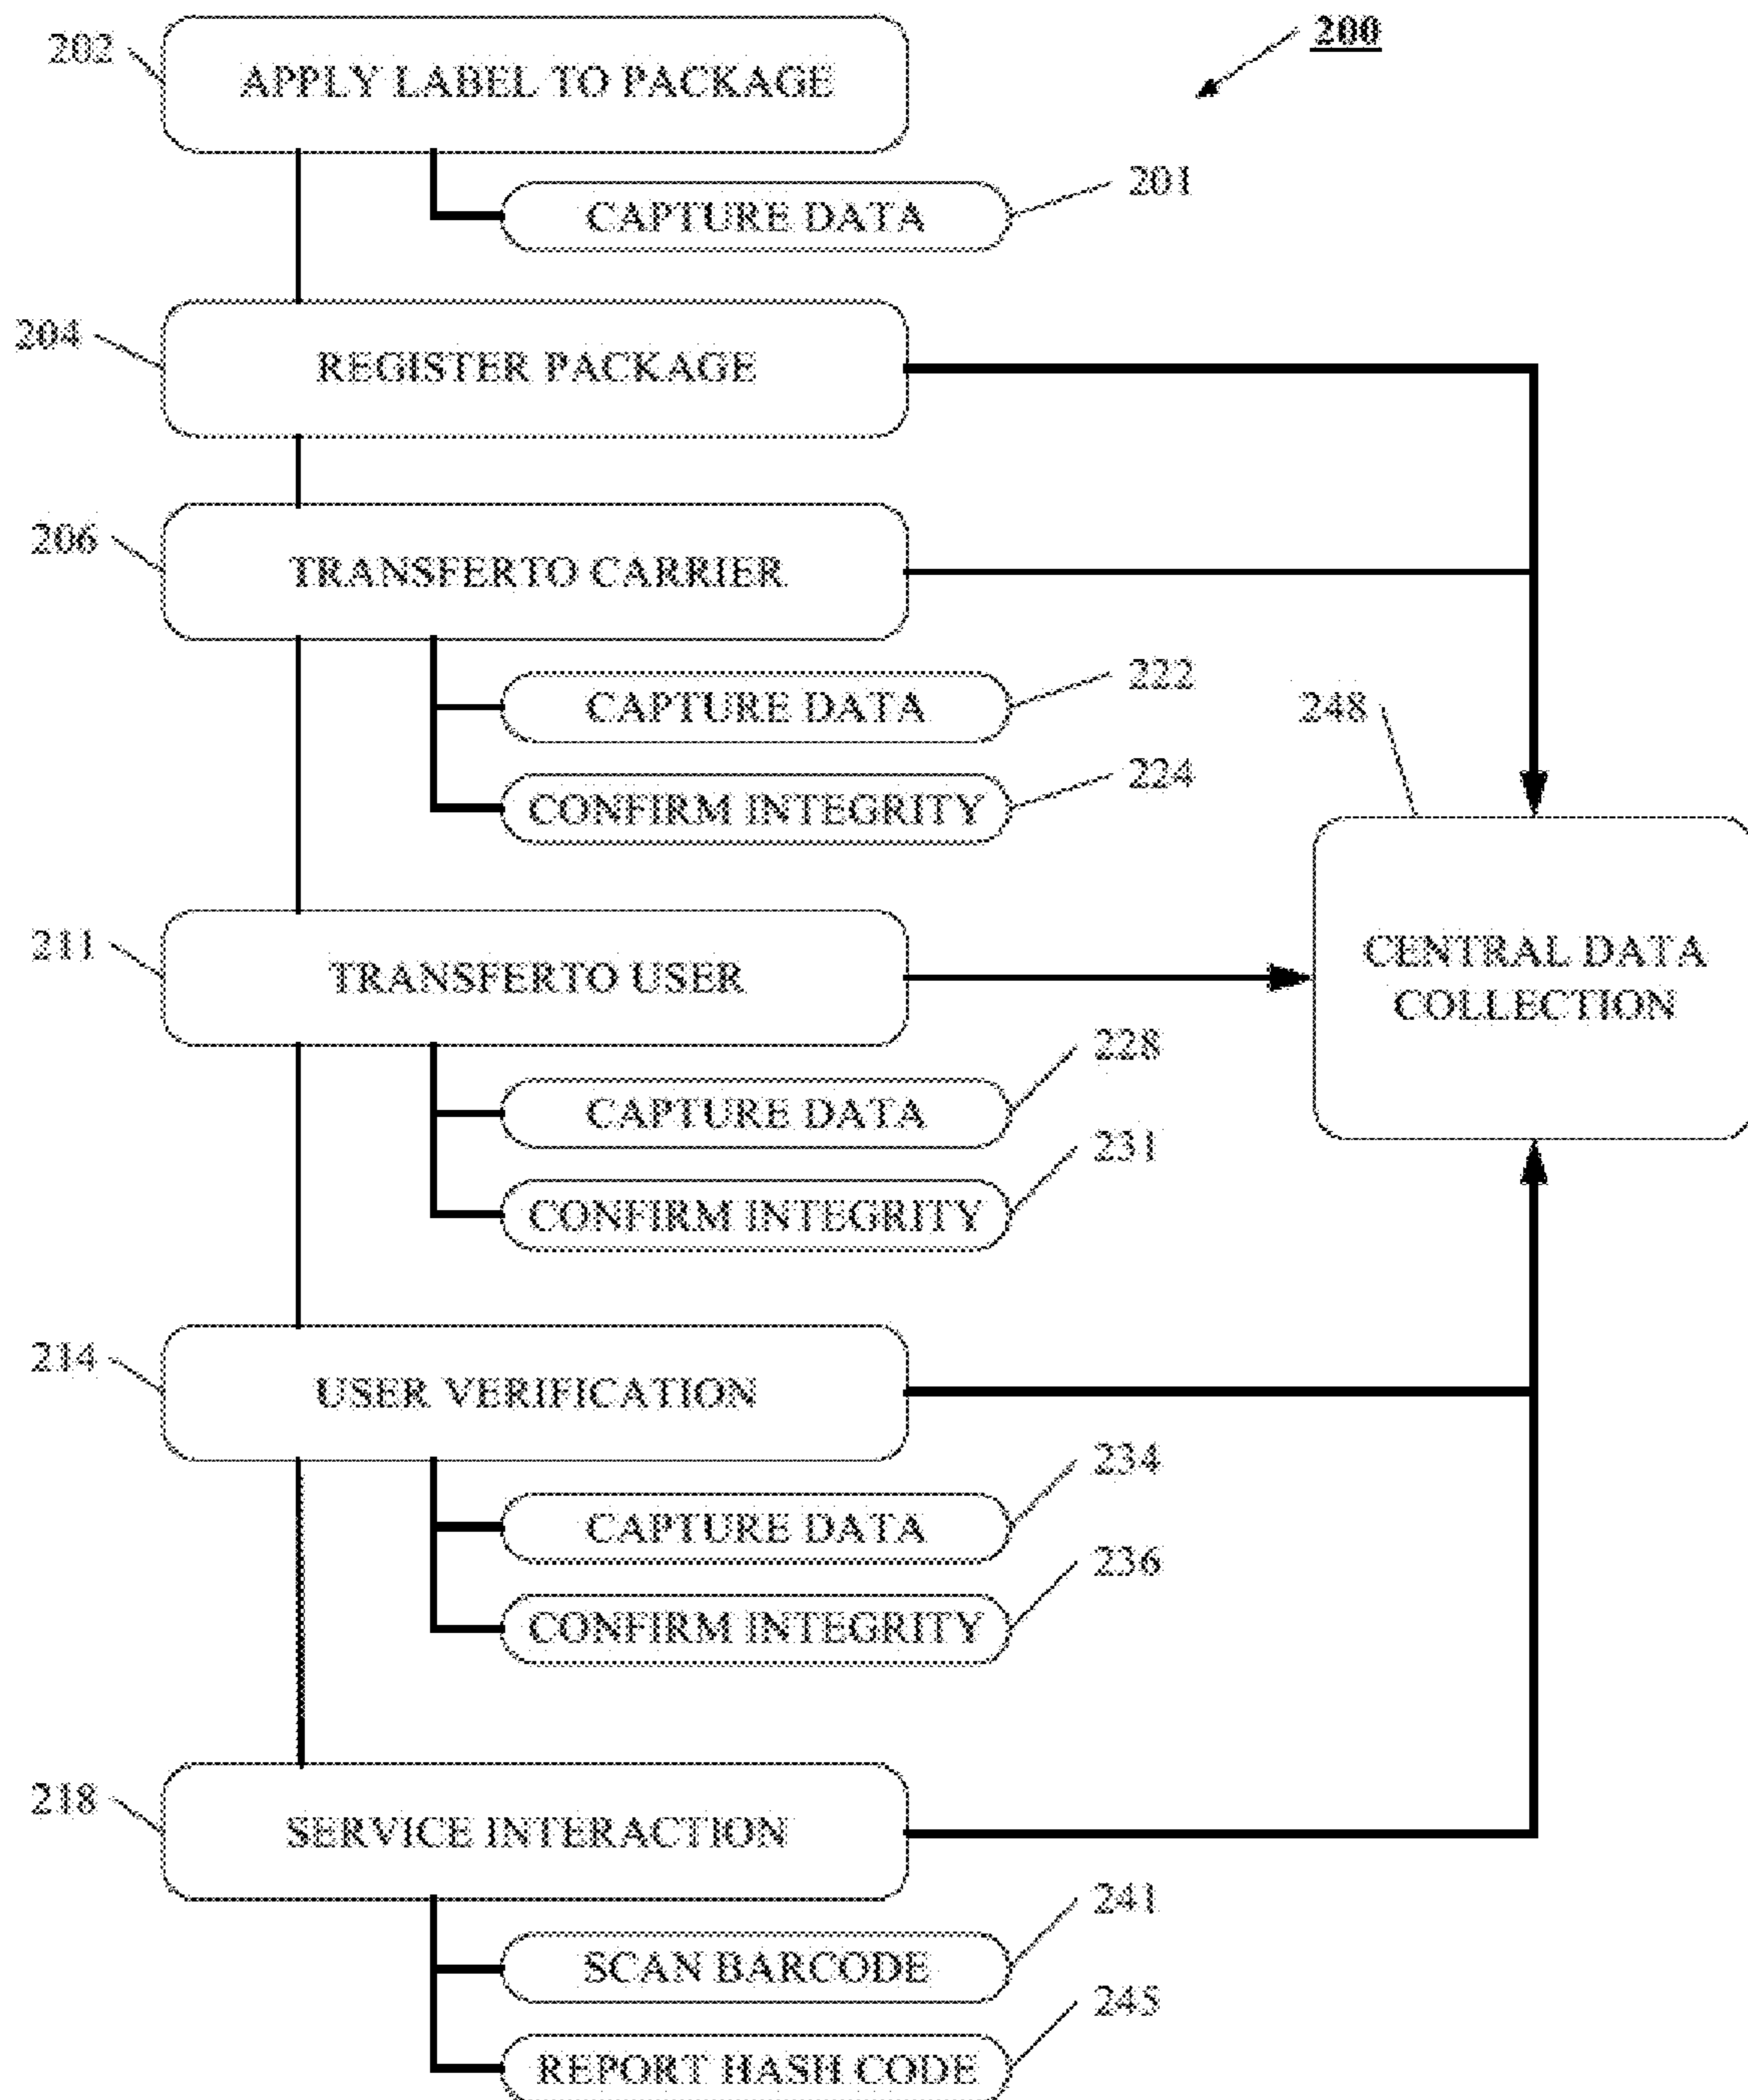 200
202
APPLY LABEL TO PACKAGE
201
CAPTURE DATA
204
REGISTER PACKAGE
206
TRANSFERTO CARRIER
222
CAPTURE DATA
248
224
CONFIRM INTEGRITY
211
TRANSFERTO USER
CENTRAL DATA
COLLECTION
228
CAPTURE DATA
231
CONFIRM INTEGRITY
214
USER VERIFICATION
234
CAPTURE DATA
236
CONFIRM INTEGRITY
218
SERVICE INTERACTION
241
SCAN BARCODE
245
REPORT HASH CODE